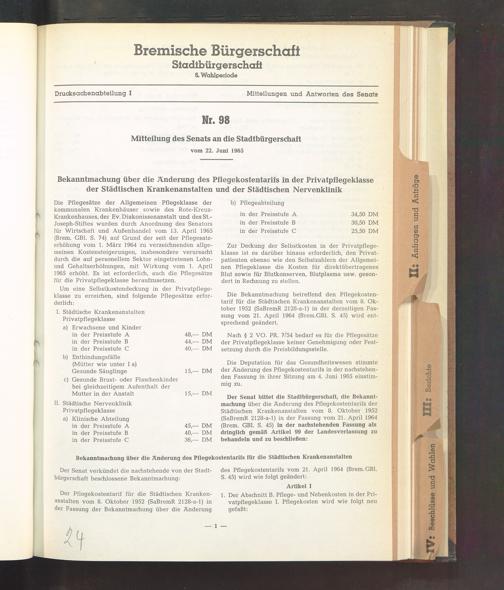 Bremische Bürgerschaft
Stadtbürgerschaft
6. Wahlperiode
Drucksachenabteilung I
Mitteilungen und Antworten des Senats
Nr. 98
Mitteilung des Senats an die Stadtbürgerschaft
vom 22. Juni 1965
Bekanntmachung über die Änderung des Pflegekostentarifs in der Privatpflegeklasse
der Städtischen Krankenanstalten und der Städtischen Nervenklinik
Die Pflegesätze der Allgemeinen Pflegeklasse der
kommunalen Krankenhäuser sowie des Rote-Kreuz-
Krankenhauses, der Ev. Diakonissenanstalt und des St.-
Joseph-Stiftes wurden durch Anordnung des Senators
für Wirtschaft und Außenhandel vom 13. April 1965
(Brem. GBl. S. 74) auf Grund der seit der Pflegesatz-
erhöhung vom 1. März 1964 zu verzeichnenden allge-
meinen Kostensteigerungen, insbesondere verursacht
durch die auf personellem Sektor eingetretenen Lohn-
und Gehaltserhöhungen, mit Wirkung vom 1. April
1965 erhöht. Es ist erforderlich, auch die Pflegesätze
für die Privatpflegeklasse heraufzusetzen.
Um eine Selbstkostendeckung in der Privatpflege-
klasse zu erreichen, sind folgende Pflegesätze erfor-
derlich:
I. Städtische Krankenanstalten
Privatpflegeklasse
a) Erwachsene und Kinder
in der Preisstufe A 48,— DM
in der Preisstufe B 44,— DM
in der Preisstufe C 40,— DM
b) Entbindungsfälle
(Mütter wie unter I a)
Gesunde Säuglinge 15,— DM
c) Gesunde Brust- oder Flaschenkinder
bei gleichzeitigem Aufenthalt der
Mutter in der Anstalt 15,— DM
II. Städtische Nervenklinik
Privatpflegeklasse
a) Klinische Abteilung
in der Preisstufe A 45,— DM
in der Preisstufe B 40,— DM
in der Preisstufe C 36,— DM
b) Pflegeabteilung
in der Preisstufe A 34,50 DM
in der Preisstufe B 30,50 DM
in der Preisstufe C 25,50 DM
Zur Deckung der Selbstkosten in der Privatpflege-
klasse ist es darüber hinaus erforderlich, den Privat-
patienten ebenso wie den Selbstzahlern der Allgemei-
nen Pflegeklasse die Kosten für direktübertragenes
Blut sowie für Blutkonserven, Blutplasma usw. geson-
dert in Rechnung zu stellen.
Die Bekanntmachung betreffend den Pflegekosten-
tarif für die Städtischen Krankenanstalten vom 8. Ok-
tober 1952 (SaBremR 2128-a-1) in der derzeitigen Fas-
sung vom 21. April 1964 (Brem.GBl. S. 45) wird ent-
sprechend geändert.
Nach § 2 VO. PR. 7/54 bedarf es für die Pflegesätze
der Privatpflegeklasse keiner Genehmigung oder Fest-
setzung durch die Preisbildungsstelle.
Die Deputation für das Gesundheitswesen stimmte
der Änderung des Pflegekostentarifs in der nachstehen-
den Fassung in ihrer Sitzung am 4. Juni 1965 einstim-
mig zu.
Der Senat bittet die Stadtbürgerschaft, die Bekannt-
machung über die Änderung des Pflegekostentarifs der
Städtischen Krankenanstalten vom 8. Oktober 1952
(SaBremR 2128-a-1) in der Fassung vom 21. April 1964
(Brem. GBl. S. 45) in der nachstehenden Fassung als
dringlich gemäß Artikel 99 der Landesverfassung zu
behandeln und zu beschließen:
Bekanntmachung über die Änderung des Pflegekostentarifs für die Städtischen Krankenanstalten
Der Senat verkündet die nachstehende von der Stadt-
bürgerschaft beschlossene Bekanntmachung:
Der Pflegekostentarif für die Städtischen Kranken-
anstalten vom 8. Oktober 1952 (SaBremR 2128-a-1) in
der Fassung der Bekanntmachung über die Änderung
des Pflegekostentarifs vom 21. April 1964 (Brem.GBl.
S. 45) wird wie folgt geändert:
Artikel I
1. Der Abschnitt B. Pflege- und Nebenkosten in der Pri-
vatpflegeklasse I. Pflegekosten wird wie folgt neu
gefaßt:
— 1 —
24
II: Anfragen und Anträge
III: Berichte
IV: Beschlüsse und Wahlen